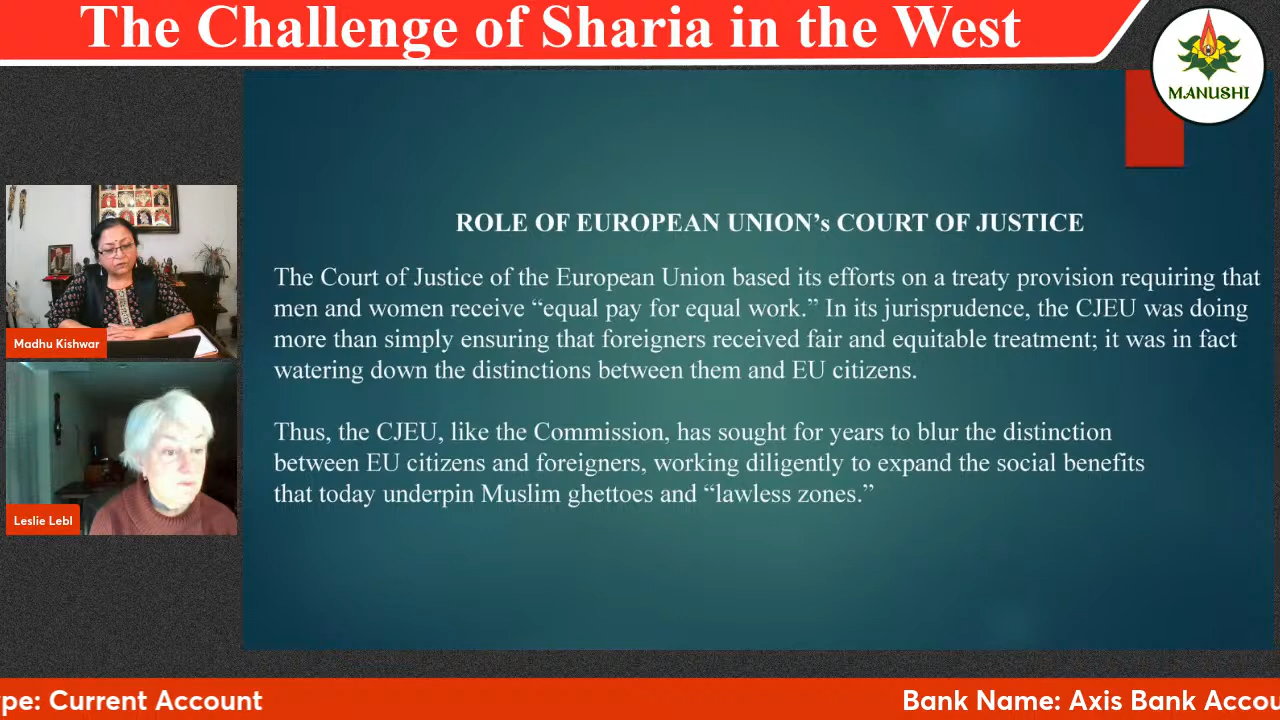 The Challenge of Sharia in the West
MANUSHI
ROLE OF EUROPEAN UNION’s COURT OF JUSTICE
The Court of Justice of the European Union based its efforts on a treaty provision requiring that
men and women receive “equal pay for equal work.” In its jurisprudence, the CJEU was doing
more than simply ensuring that foreigners received fair and equitable treatment; it was in fact
watering down the distinctions between them and EU citizens.
Thus, the CJEU, like the Commission, has sought for years to blur the distinction
between EU citizens and foreigners, working diligently to expand the social benefits
that today underpin Muslim ghettoes and “lawless zones.”
Madhu Kishwar
Leslie Lebl
ype: Current Account
Bank Name: Axis Bank Accou